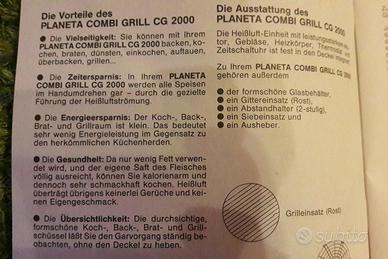 Die Vorteile des
PLANETA COMBI GRILL CG 2000
● Die Vielseitigkeit: Sie können mit Ihrem
PLANETA COMBI GRILL CG 2000 backen, ko-
chen, braten, dünsten, einkochen, auftauen,
überbacken, grillen...
● Die Zeitersparnis: In Ihrem PLANETA
COMBI GRILL CG 2000 werden alle Speisen
im Handumdrehen gar - durch die gezielte
Führung der Heißluftströmung.
● Die Energieersparnis: Der Koch-, Back-,
Brat- und Grillraum ist klein. Das bedeutet
sehr wenig Energieleistung im Gegensatz zu
den herkömmlichen Küchenherden.
● Die Gesundheit: Da nur wenig Fett verwen-
det wird, und der eigene Saft des Fleisches
völlig ausreicht, können Sie kalorienarm und
dennoch sehr schmackhaft kochen. Heißluft
überträgt übrigens keinerlei Gerüche und kei-
nen Eigengeschmack.
● Die Übersichtlichkeit: Die durchsichtige,
formschöne Koch-, Back-, Brat- und Grill-
schüssel läßt Sie den Garvorgang ständig be-
obachten, ohne den Deckel zu heben.
Die Ausstattung des
PLANETA COMBI GRILL CG 2000
Die Heißluft-Einheit mit leistungsstarkem
tor, Gebläse, Heizkörper, Thermostat
Zeitschaltuhr ist fest in den Deckel integriert.
Zu Ihrem PLANETA COMBI GRILL CG 2000
gehören außerdem
● der formschöne Glasbehälter,
● ein Gittereinsatz (Rost),
● ein Abstandhalter (2-stufig),
● ein Siebeinsatz und
● ein Ausheber.
Grilleinsatz (Rost)
subito